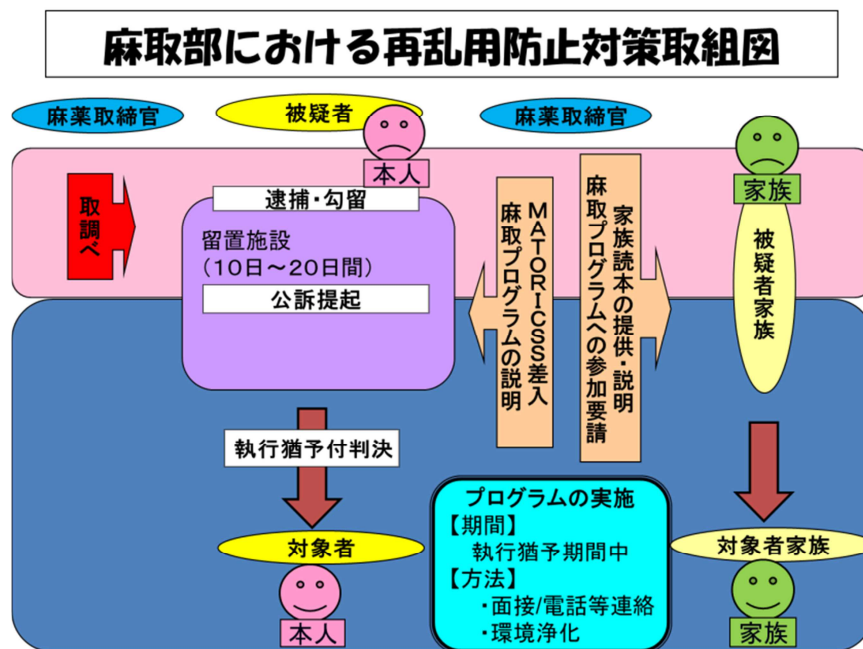 麻取部における再乱用防止対策取組図
麻薬取締官
被疑者
麻薬取締官
本人
家族
取調べ
逮捕・勾留
留置施設
（10日～20日間）
公訴提起
MATORICSS差入
麻取プログラムの説明
家族読本の提供・説明
麻取プログラムへの参加要請
被疑者家族
執行猶予付判決
プログラムの実施
【期間】
執行猶予期間中
【方法】
・面接/電話等連絡
・環境浄化
対象者
本人
対象者家族
家族